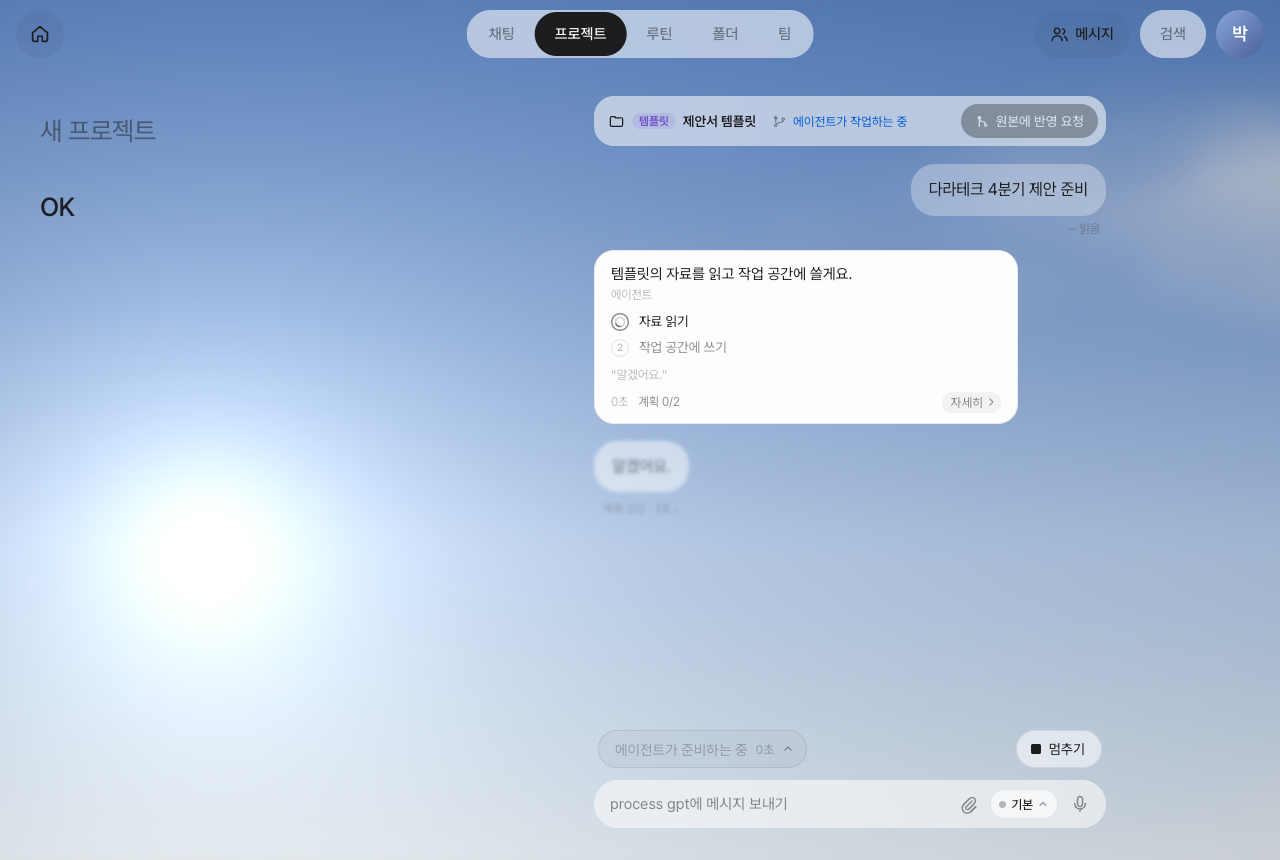 채팅
프로젝트
루틴
폴더
팀
메시지
검색
박
새 프로젝트
OK
템플릿 제안서 템플릿 에이전트가 작업하는 중 원본에 반영 요청
다라테크 4분기 제안 준비
··· 읽음
템플릿의 자료를 읽고 작업 공간에 쓸게요.
에이전트
자료 읽기
2 작업 공간에 쓰기
“알겠어요.”
0초 계획 0/2 자세히
알겠어요.
에이전트가 준비하는 중 0초
멈추기
process gpt에 메시지 보내기
기본